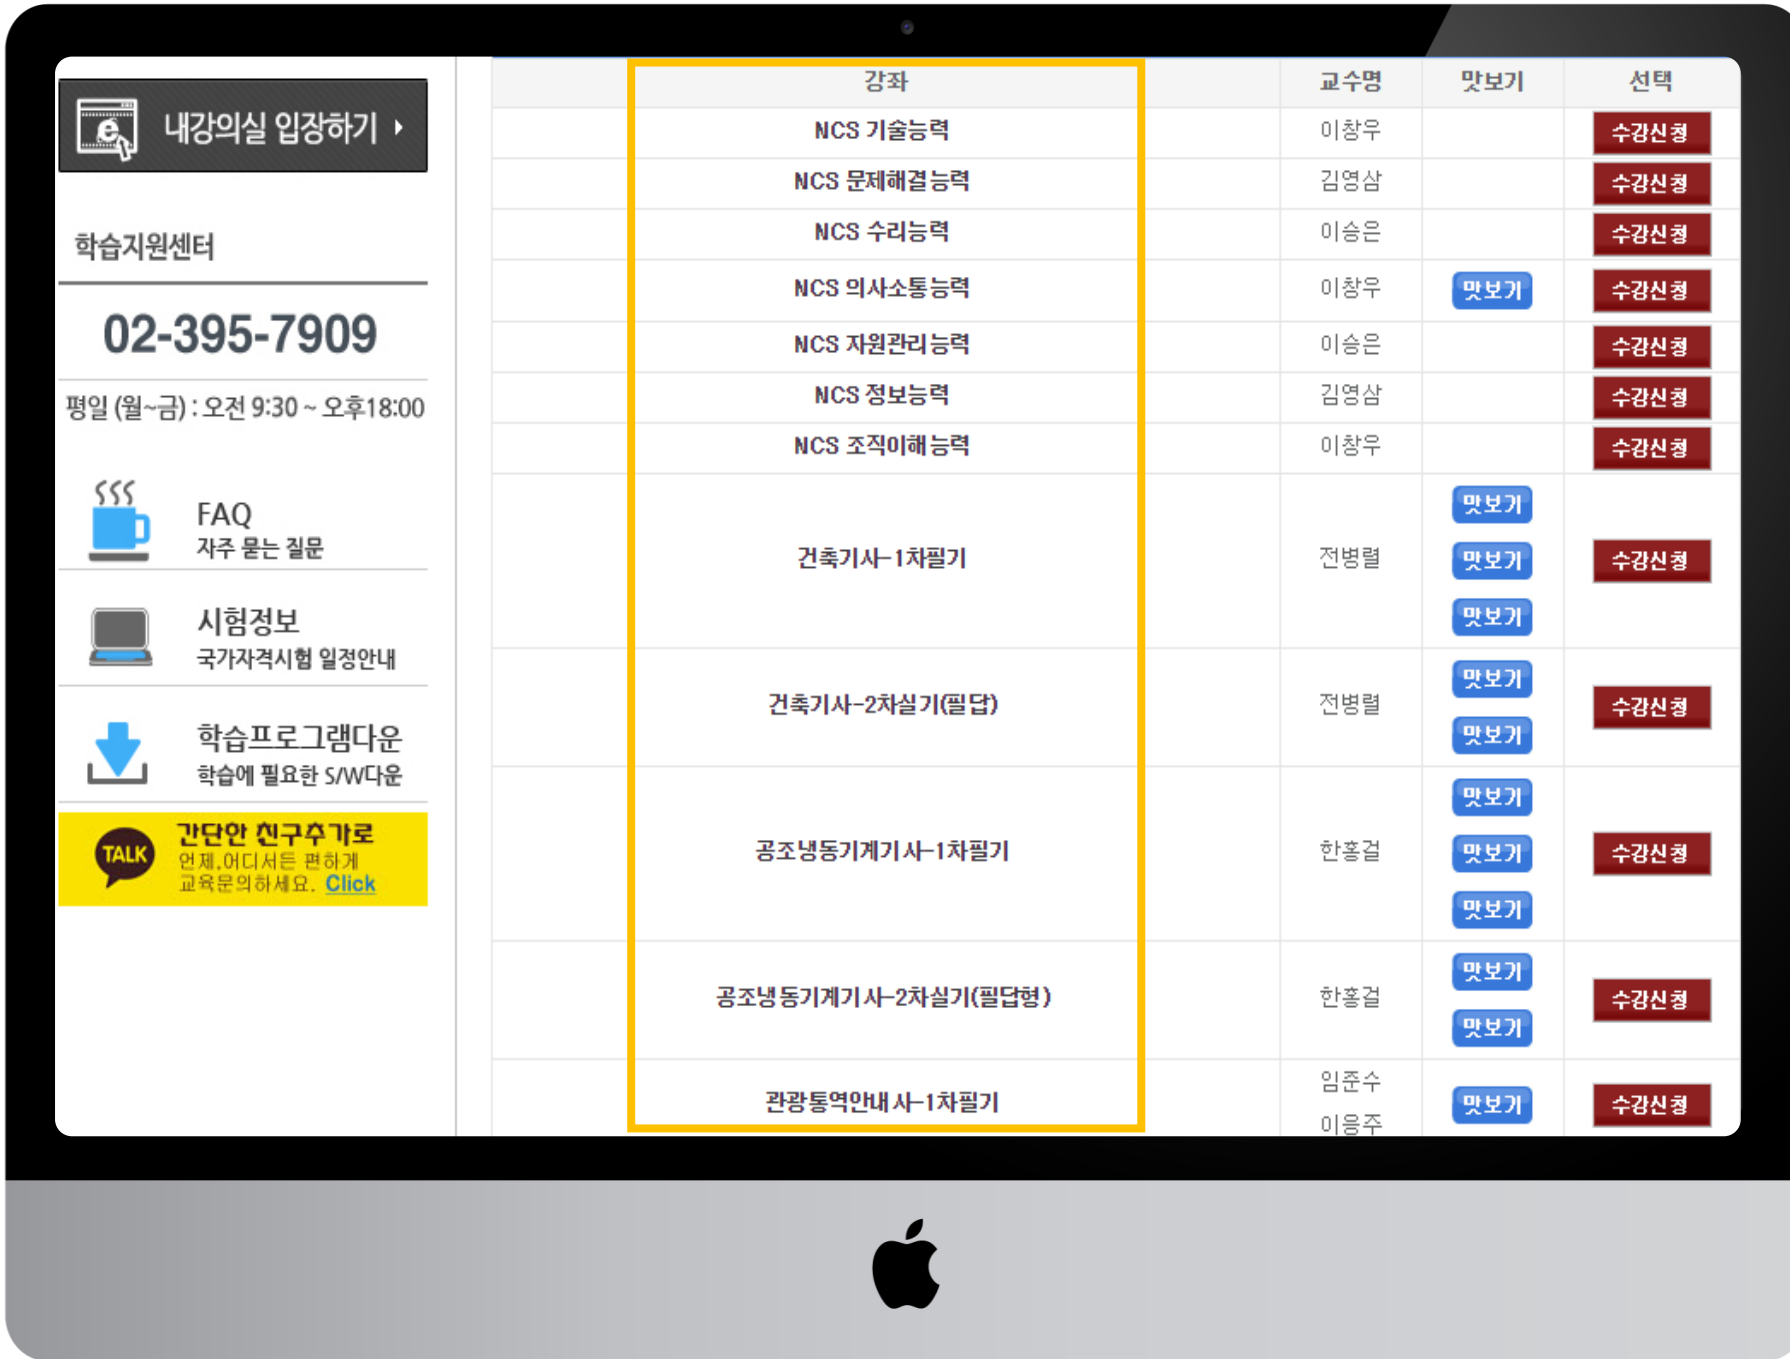 내강의실 입장하기
학습지원센터
02-395-7909
평일 (월~금) : 오전 9:30 ~ 오후18:00
FAQ
자주 묻는 질문
시험정보
국가자격시험 일정안내
학습프로그램다운
학습에 필요한 S/W다운
TALK
간단한 친구추가로
언제,어디서든 편하게
교육문의하세요. Click
강좌 교수명 맛보기 선택
NCS 기술능력 이창우 수강신청
NCS 문제해결능력 김영삼 수강신청
NCS 수리능력 이승은 수강신청
NCS 의사소통능력 이창우 맛보기 수강신청
NCS 자원관리능력 이승은 수강신청
NCS 정보능력 김영삼 수강신청
NCS 조직이해능력 이창우 수강신청
맛보기
건축기사-1차필기 전병렬 맛보기 수강신청
맛보기
맛보기
건축기사-2차실기(필답) 전병렬 수강신청
맛보기
맛보기
공조냉동기계기사-1차필기 한홍걸 맛보기 수강신청
맛보기
맛보기
공조냉동기계기사-2차실기(필답형) 한홍걸 수강신청
맛보기
임준수
관광통역안내사-1차필기 맛보기 수강신청
이응주